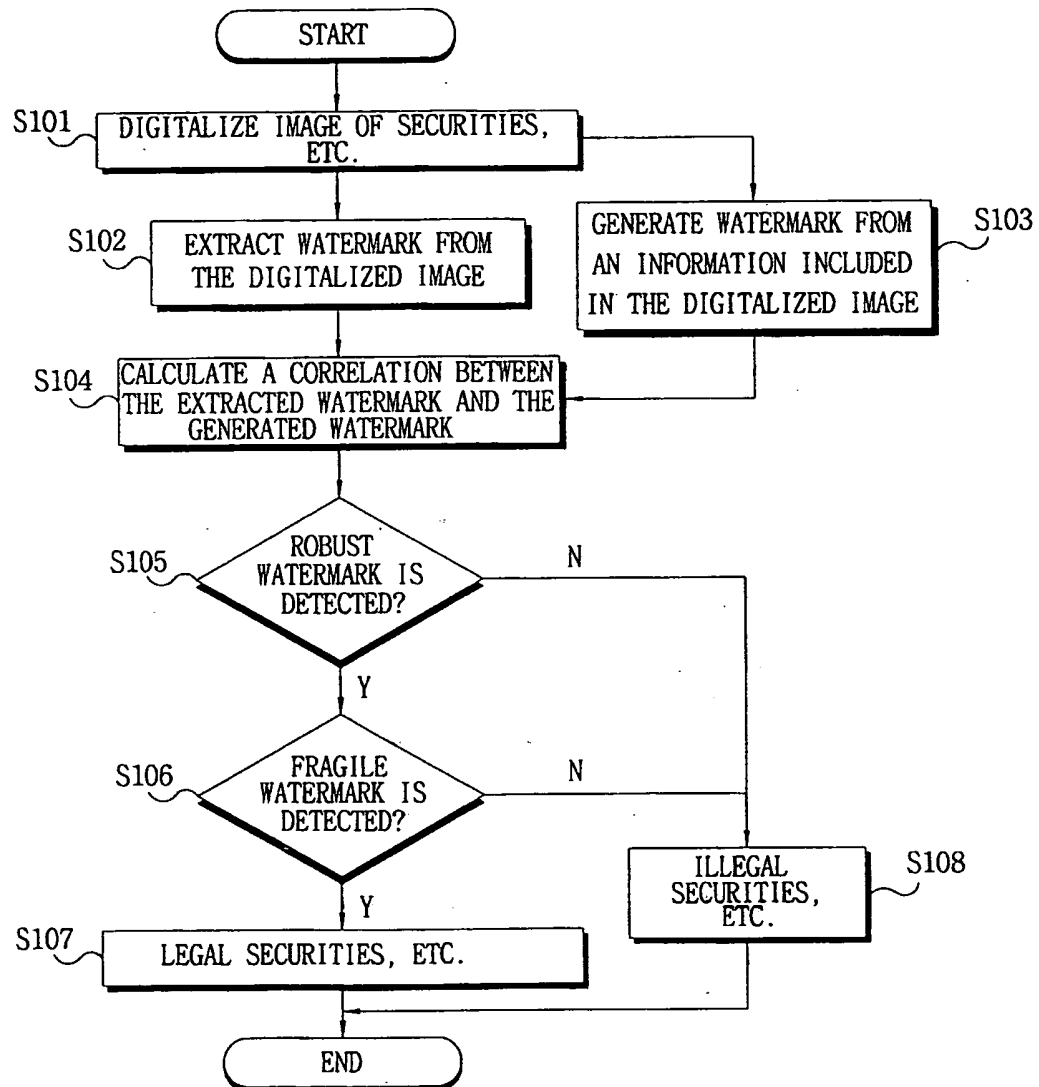 START
S101
DIGITALIZE IMAGE OF SECURITIES,
ETC.
S102
EXTRACT WATERMARK FROM
THE DIGITALIZED IMAGE
S103
GENERATE WATERMARK FROM
AN INFORMATION INCLUDED
IN THE DIGITALIZED IMAGE
S104
CALCULATE A CORRELATION BETWEEN
THE EXTRACTED WATERMARK AND THE
GENERATED WATERMARK
S105
ROBUST
WATERMARK IS
DETECTED?
N
Y
S106
FRAGILE
WATERMARK IS
DETECTED?
N
Y
S108
ILLEGAL
SECURITIES,
ETC.
S107
LEGAL SECURITIES, ETC.
END